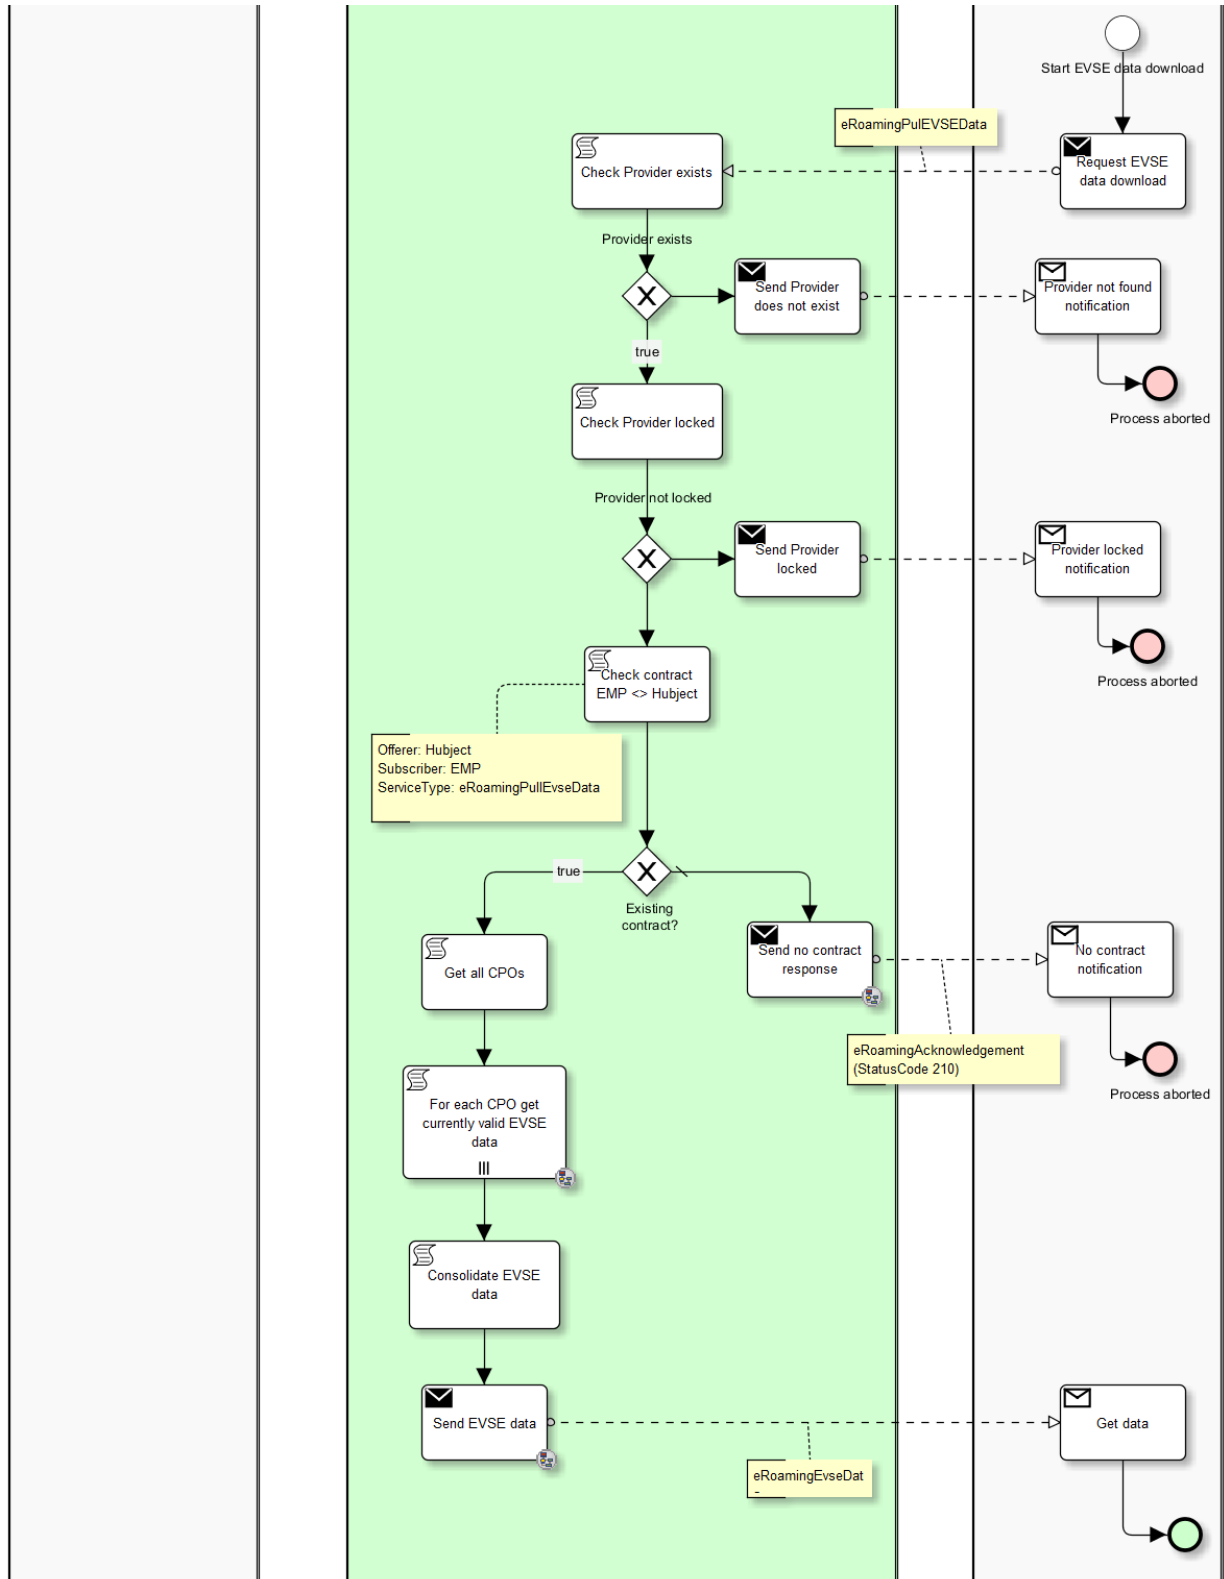 Start EVSE data download
eRoamingPullEVSEData
Check Provider exists
Request EVSE
data download
Provider exists
Send Provider
does not exist
Provider not found
notification
true
Process aborted
Check Provider locked
Provider not locked
Send Provider
locked
Provider locked
notification
Process aborted
Check contract
EMP <> Hubject
Offerer: Hubject
Subscriber: EMP
ServiceType: eRoamingPullEvseData
true
Existing
contract?
Get all CPOs
Send no contract
response
No contract
notification
eRoamingAcknowledgement
(StatusCode 210)
Process aborted
For each CPO get
currently valid EVSE
data
Consolidate EVSE
data
Send EVSE data
Get data
eRoamingEvseDat